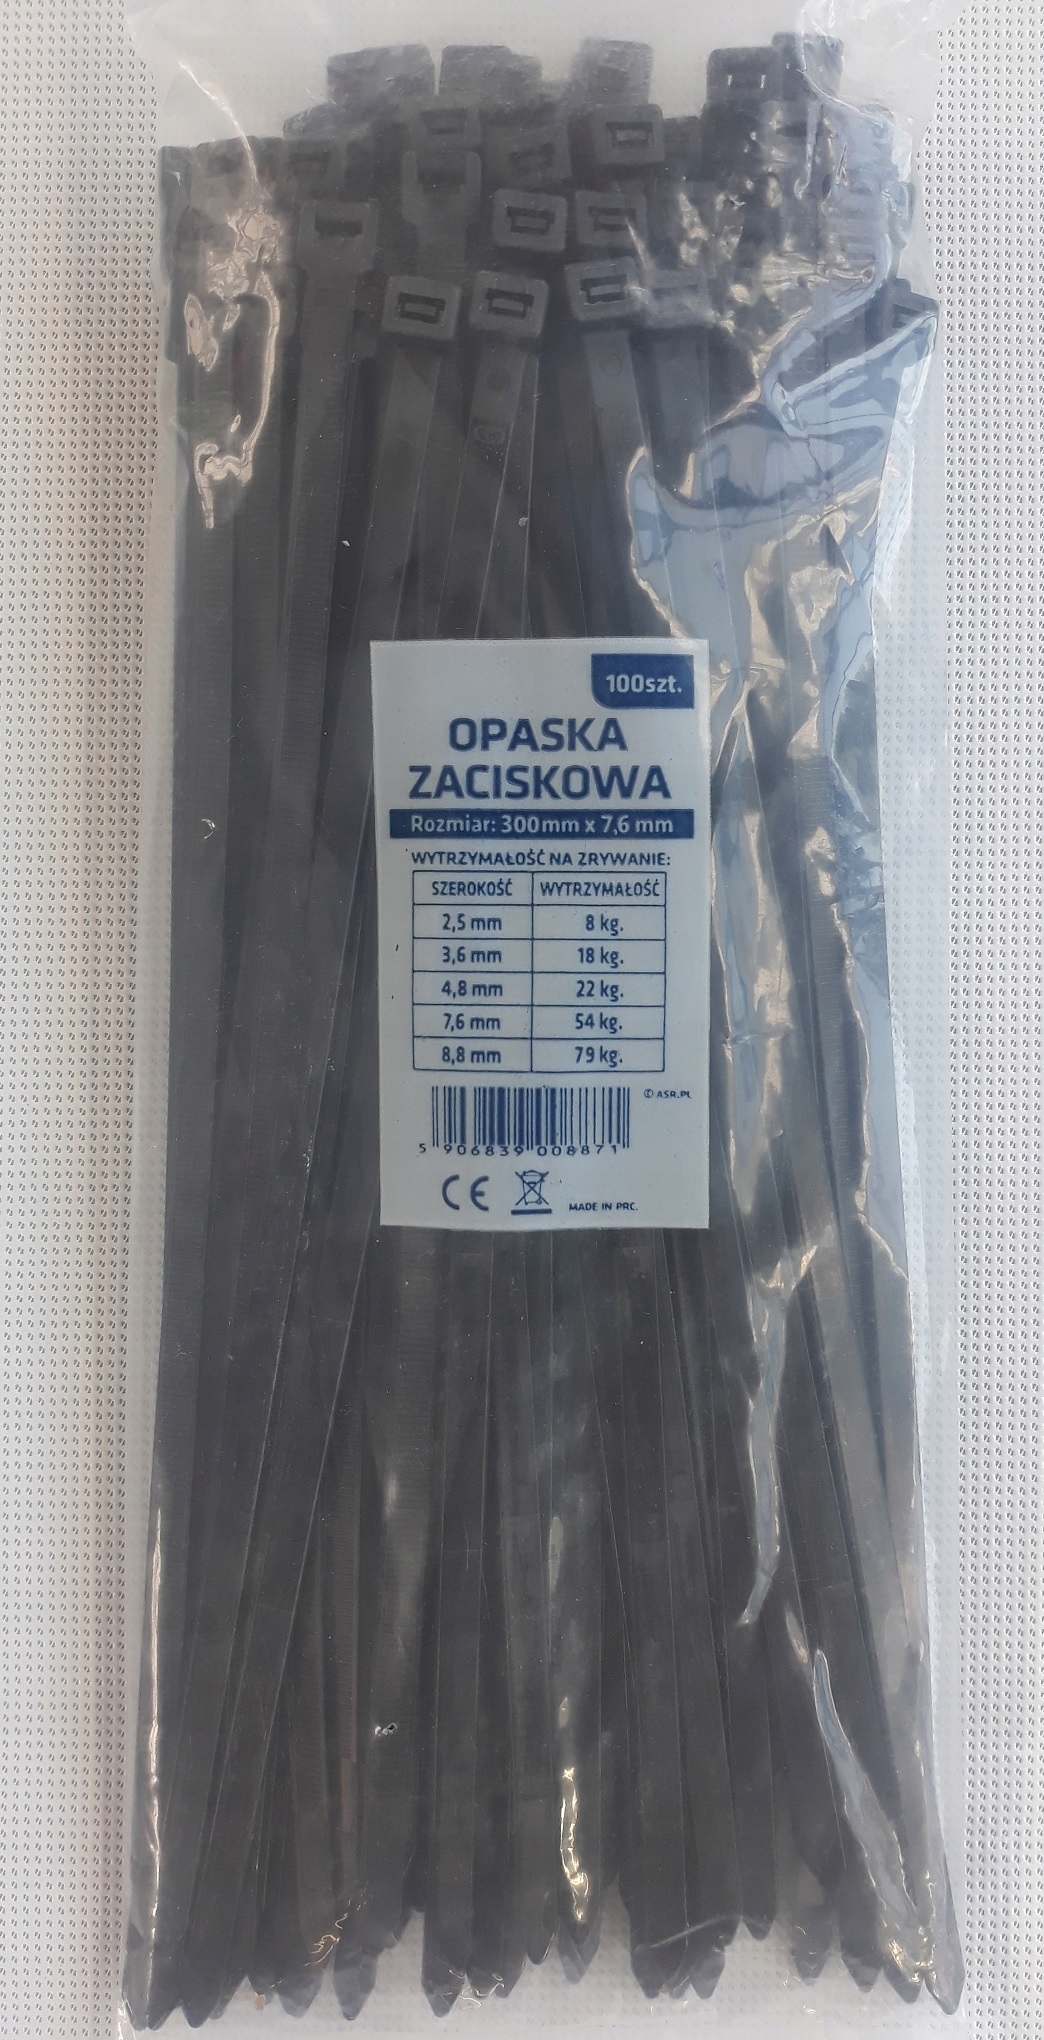 100szt.
OPASKA
ZACISKOWA
Rozmiar: 300mm x 7,6 mm
WYTRZYMAŁOŚĆ NA ZRYWANIE:
SZEROKOŚĆ WYTRZYMAŁOŚĆ
2,5 mm 8 kg.
3,6 mm 18 kg.
4,8 mm 22 kg.
7,6 mm 54 kg.
8,8 mm 79 kg.
© ASR.PL
5 906839 008871
CE
MADE IN PRC.